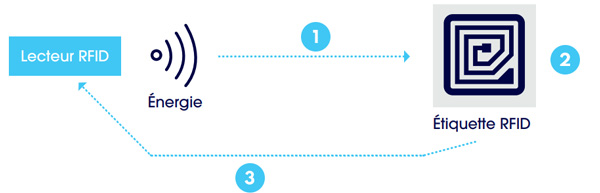 Lecteur RFID
Énergie
1
Étiquette RFID
2
3